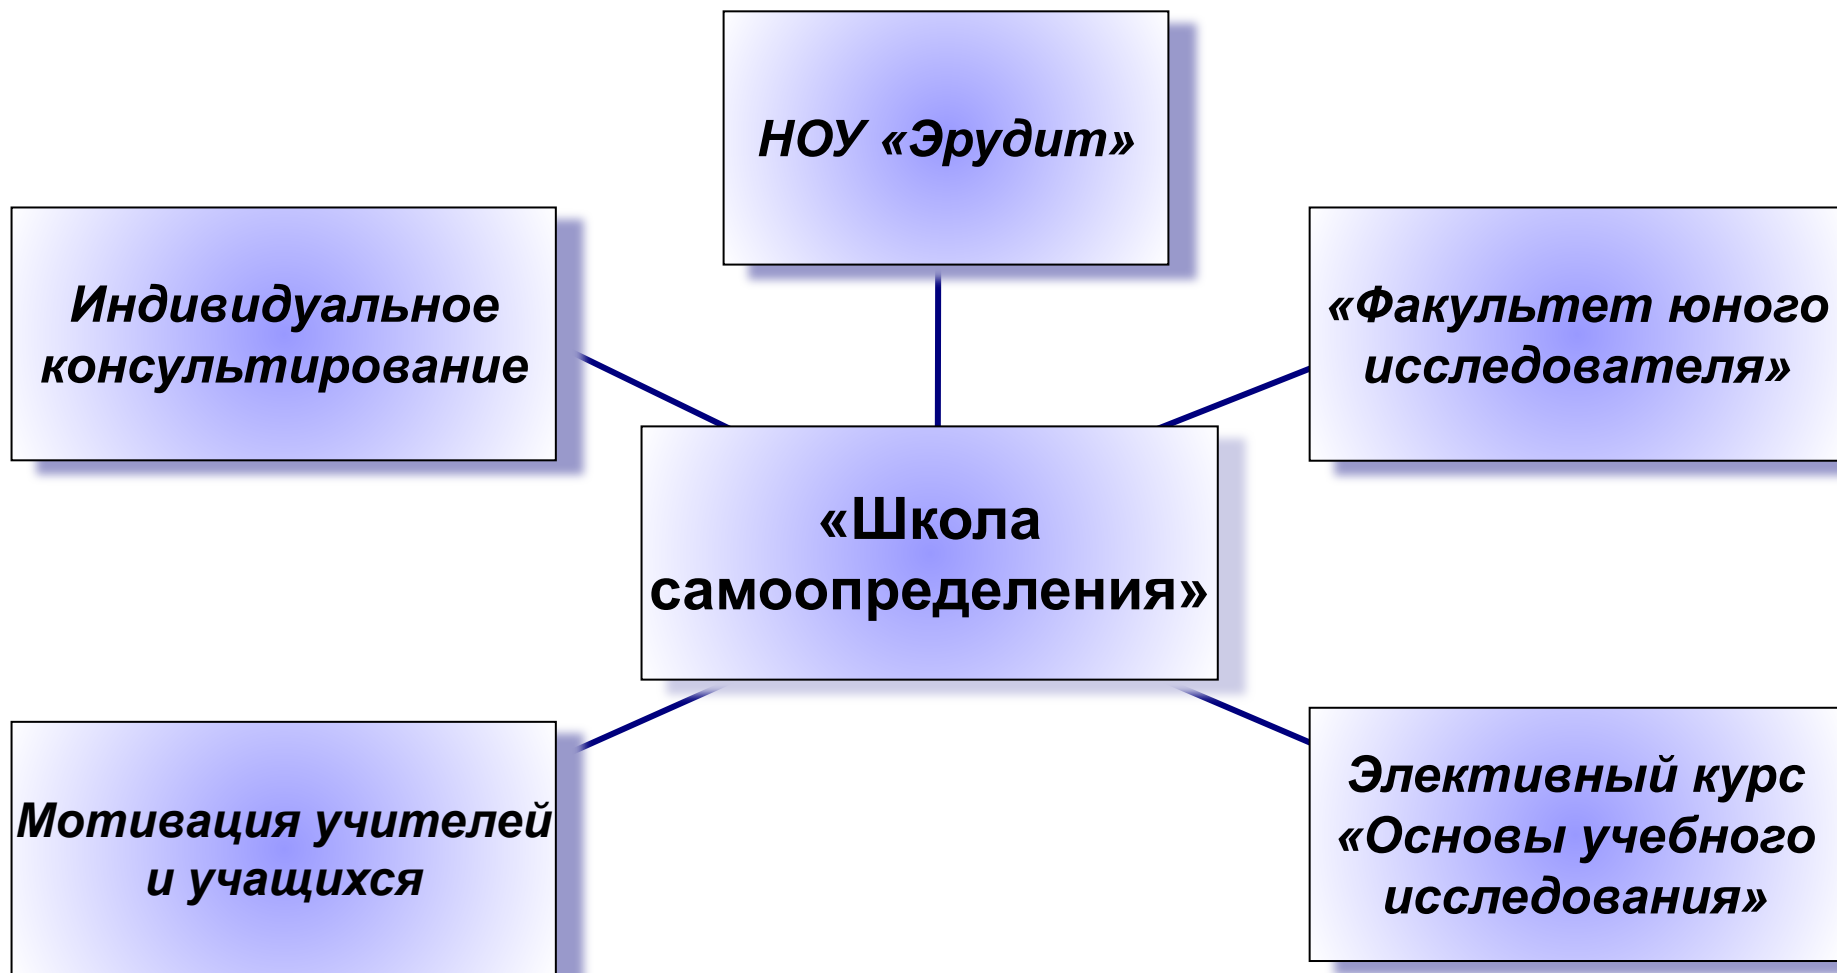 НОУ «Эрудит»
Индивидуальное
консультирование
«Факультет юного
исследователя»
«Школа
самоопределения»
Мотивация учителей
и учащихся
Элективный курс
«Основы учебного
исследования»